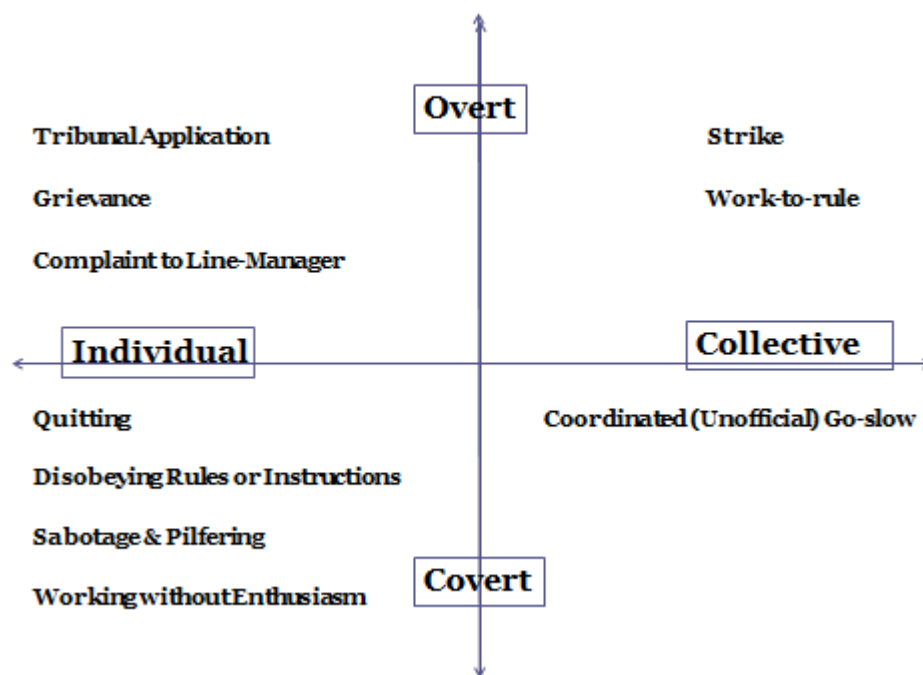 Overt
Tribunal Application
Strike
Grievance
Work-to-rule
Complaint to Line-Manager
Individual
Collective
Quitting
Coordinated (Unofficial) Go-slow
Disobeying Rules or Instructions
Sabotage & Pilfering
Covert
Working without Enthusiasm